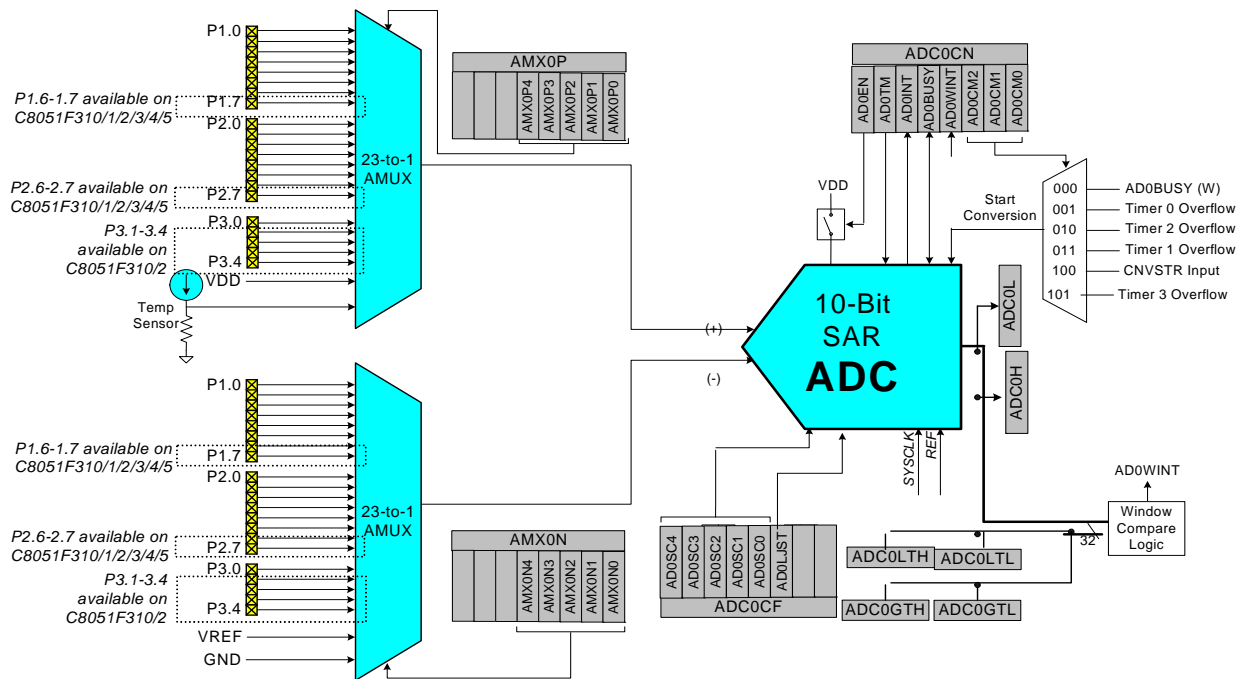 P1.0
P1.6-1.7 available on
C8051F310/1/2/3/4/5
P1.7
P2.0
P2.6-2.7 available on
C8051F310/1/2/3/4/5
P2.7
P3.0
P3.1-3.4
available on
C8051F310/2
P3.4
VDD
Temp
Sensor
23-to-1
AMUX
AMX0P
AMX0P4
AMX0P3
AMX0P2
AMX0P1
AMX0P0
ADC0CN
AD0EN
AD0TM
AD0INT
AD0BUSY
AD0WINT
AD0CM2
AD0CM1
AD0CM0
VDD
Start
Conversion
000
AD0BUSY (W)
001
Timer 0 Overflow
010
Timer 2 Overflow
011
Timer 1 Overflow
100
CNVSTR Input
101
Timer 3 Overflow
(+)
(-)
10-Bit
SAR
ADC
ADC0L
ADC0H
SYSCLK
REF
P1.0
P1.6-1.7 available on
C8051F310/1/2/3/4/5
P1.7
P2.0
P2.6-2.7 available on
C8051F310/1/2/3/4/5
P2.7
P3.0
P3.1-3.4
available on
C8051F310/2
P3.4
VREF
GND
23-to-1
AMUX
AMX0N
AMX0N4
AMX0N3
AMX0N2
AMX0N1
AMX0N0
AD0SC4
AD0SC3
AD0SC2
AD0SC1
AD0SC0
AD0LJST
ADC0CF
AD0WINT
Window
Compare
Logic
32
ADC0LTH
ADC0LTL
ADC0GTH
ADC0GTL